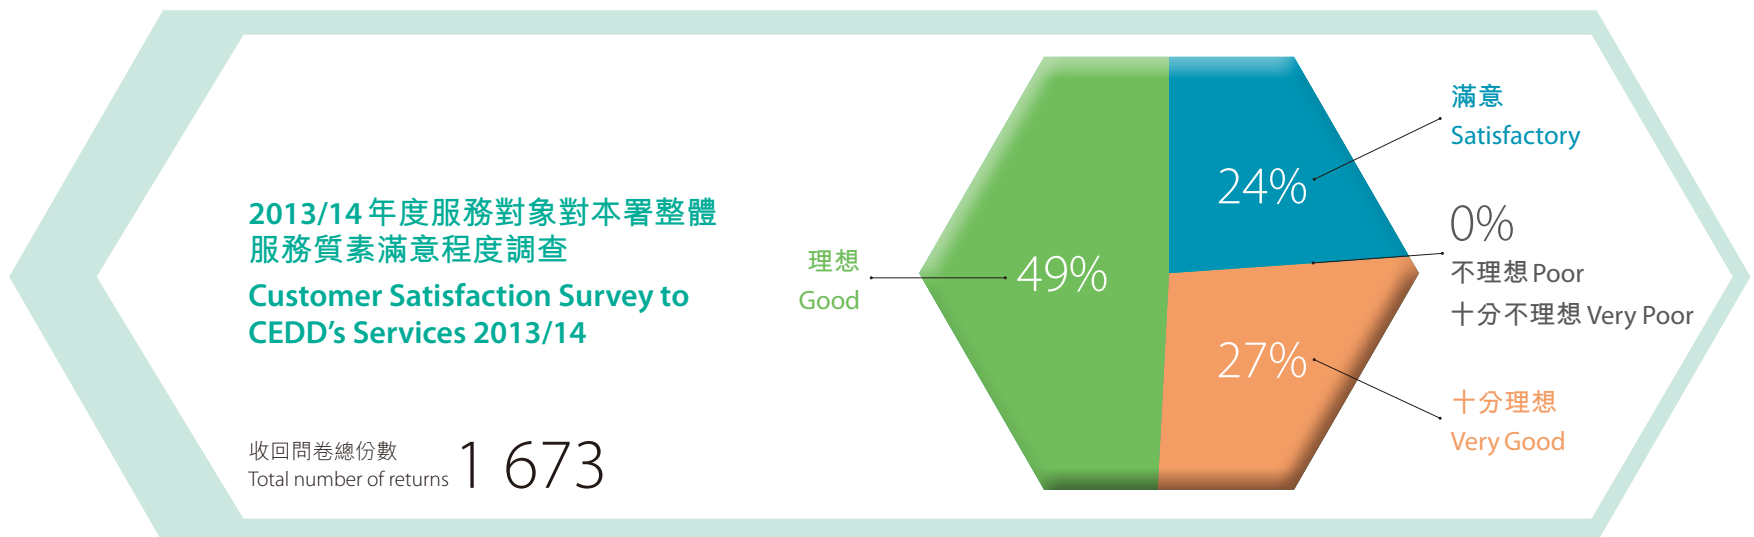 2013/14 年度服務對象對本署整體
服務質素滿意程度調查
Customer Satisfaction Survey to
CEDD’s Services 2013/14
收回問卷總份數
Total number of returns
1 673
理想
Good
49%
24%
27%
滿意
Satisfactory
0%
不理想 Poor
十分不理想 Very Poor
十分理想
Very Good